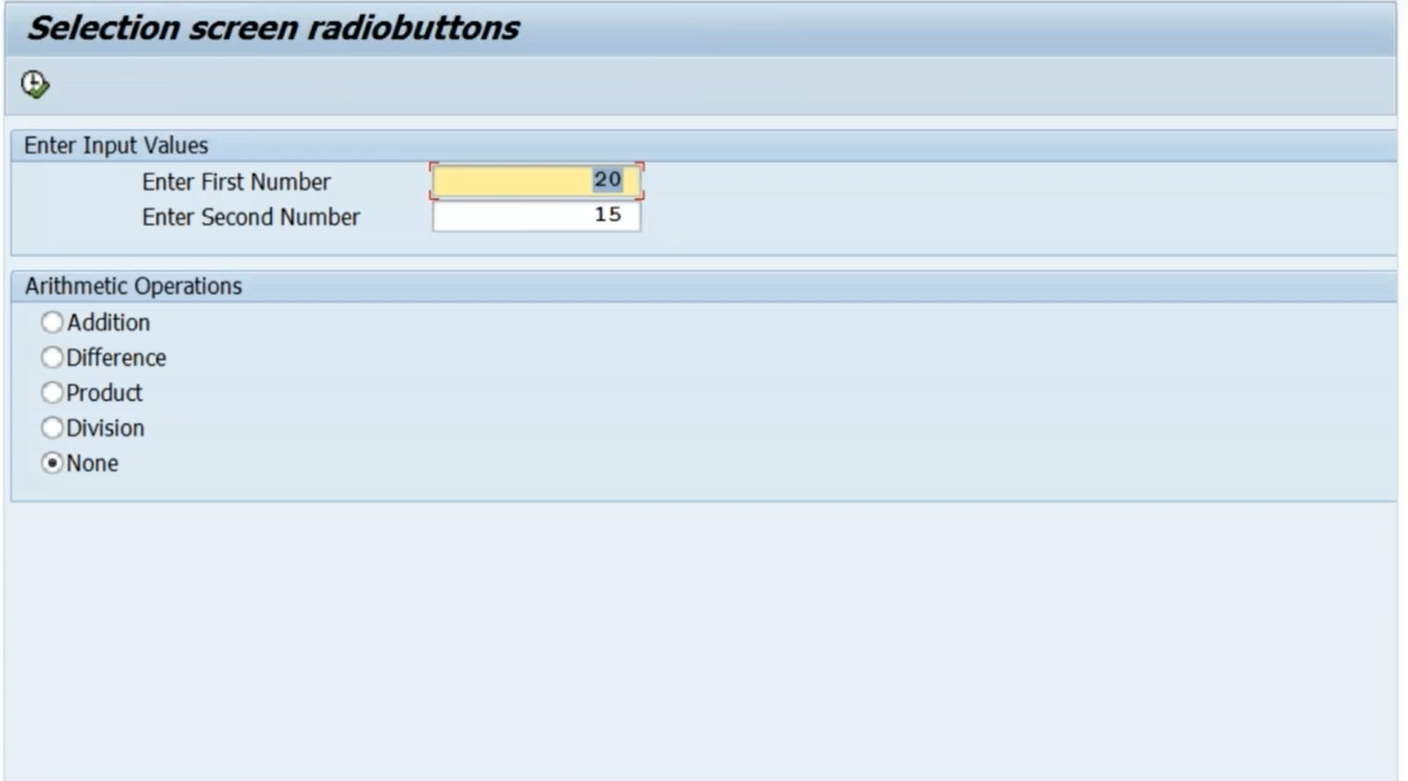 Selection screen radiobuttons
Enter Input Values
Enter First Number 20
Enter Second Number 15
Arithmetic Operations
Addition
Difference
Product
Division
None